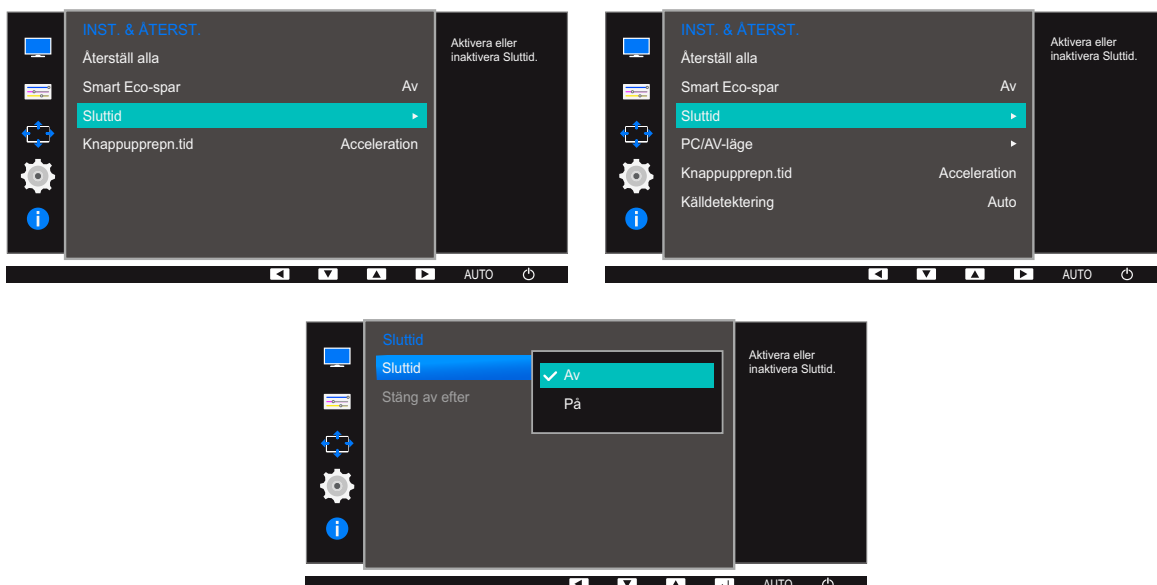 INST. & ÅTERST.
Återställ alla
Smart Eco-spar Av
Sluttid
Knappupprepn.tid Acceleration
Aktivera eller
inaktivera Sluttid.
AUTO
INST. & ÅTERST.
Återställ alla
Smart Eco-spar Av
Sluttid
PC/AV-läge
Knappupprepn.tid Acceleration
Källdetektering Auto
Aktivera eller
inaktivera Sluttid.
AUTO
Sluttid
Sluttid
Av
Stäng av efter
På
Aktivera eller
inaktivera Sluttid.
AUTO